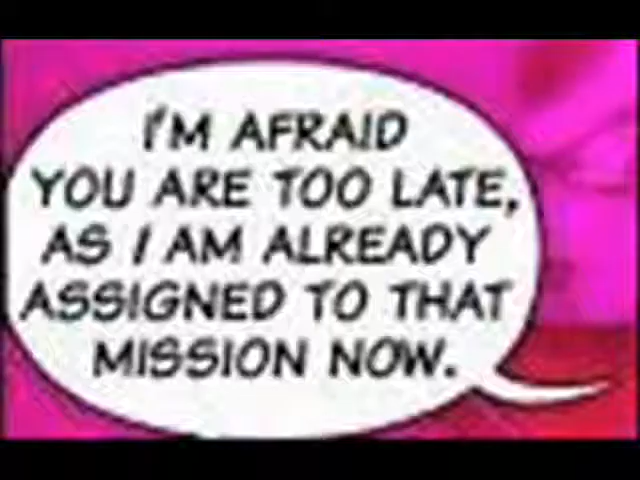 I'M AFRAID
YOU ARE TOO LATE,
AS I AM ALREADY
ASSIGNED TO THAT
MISSION NOW.